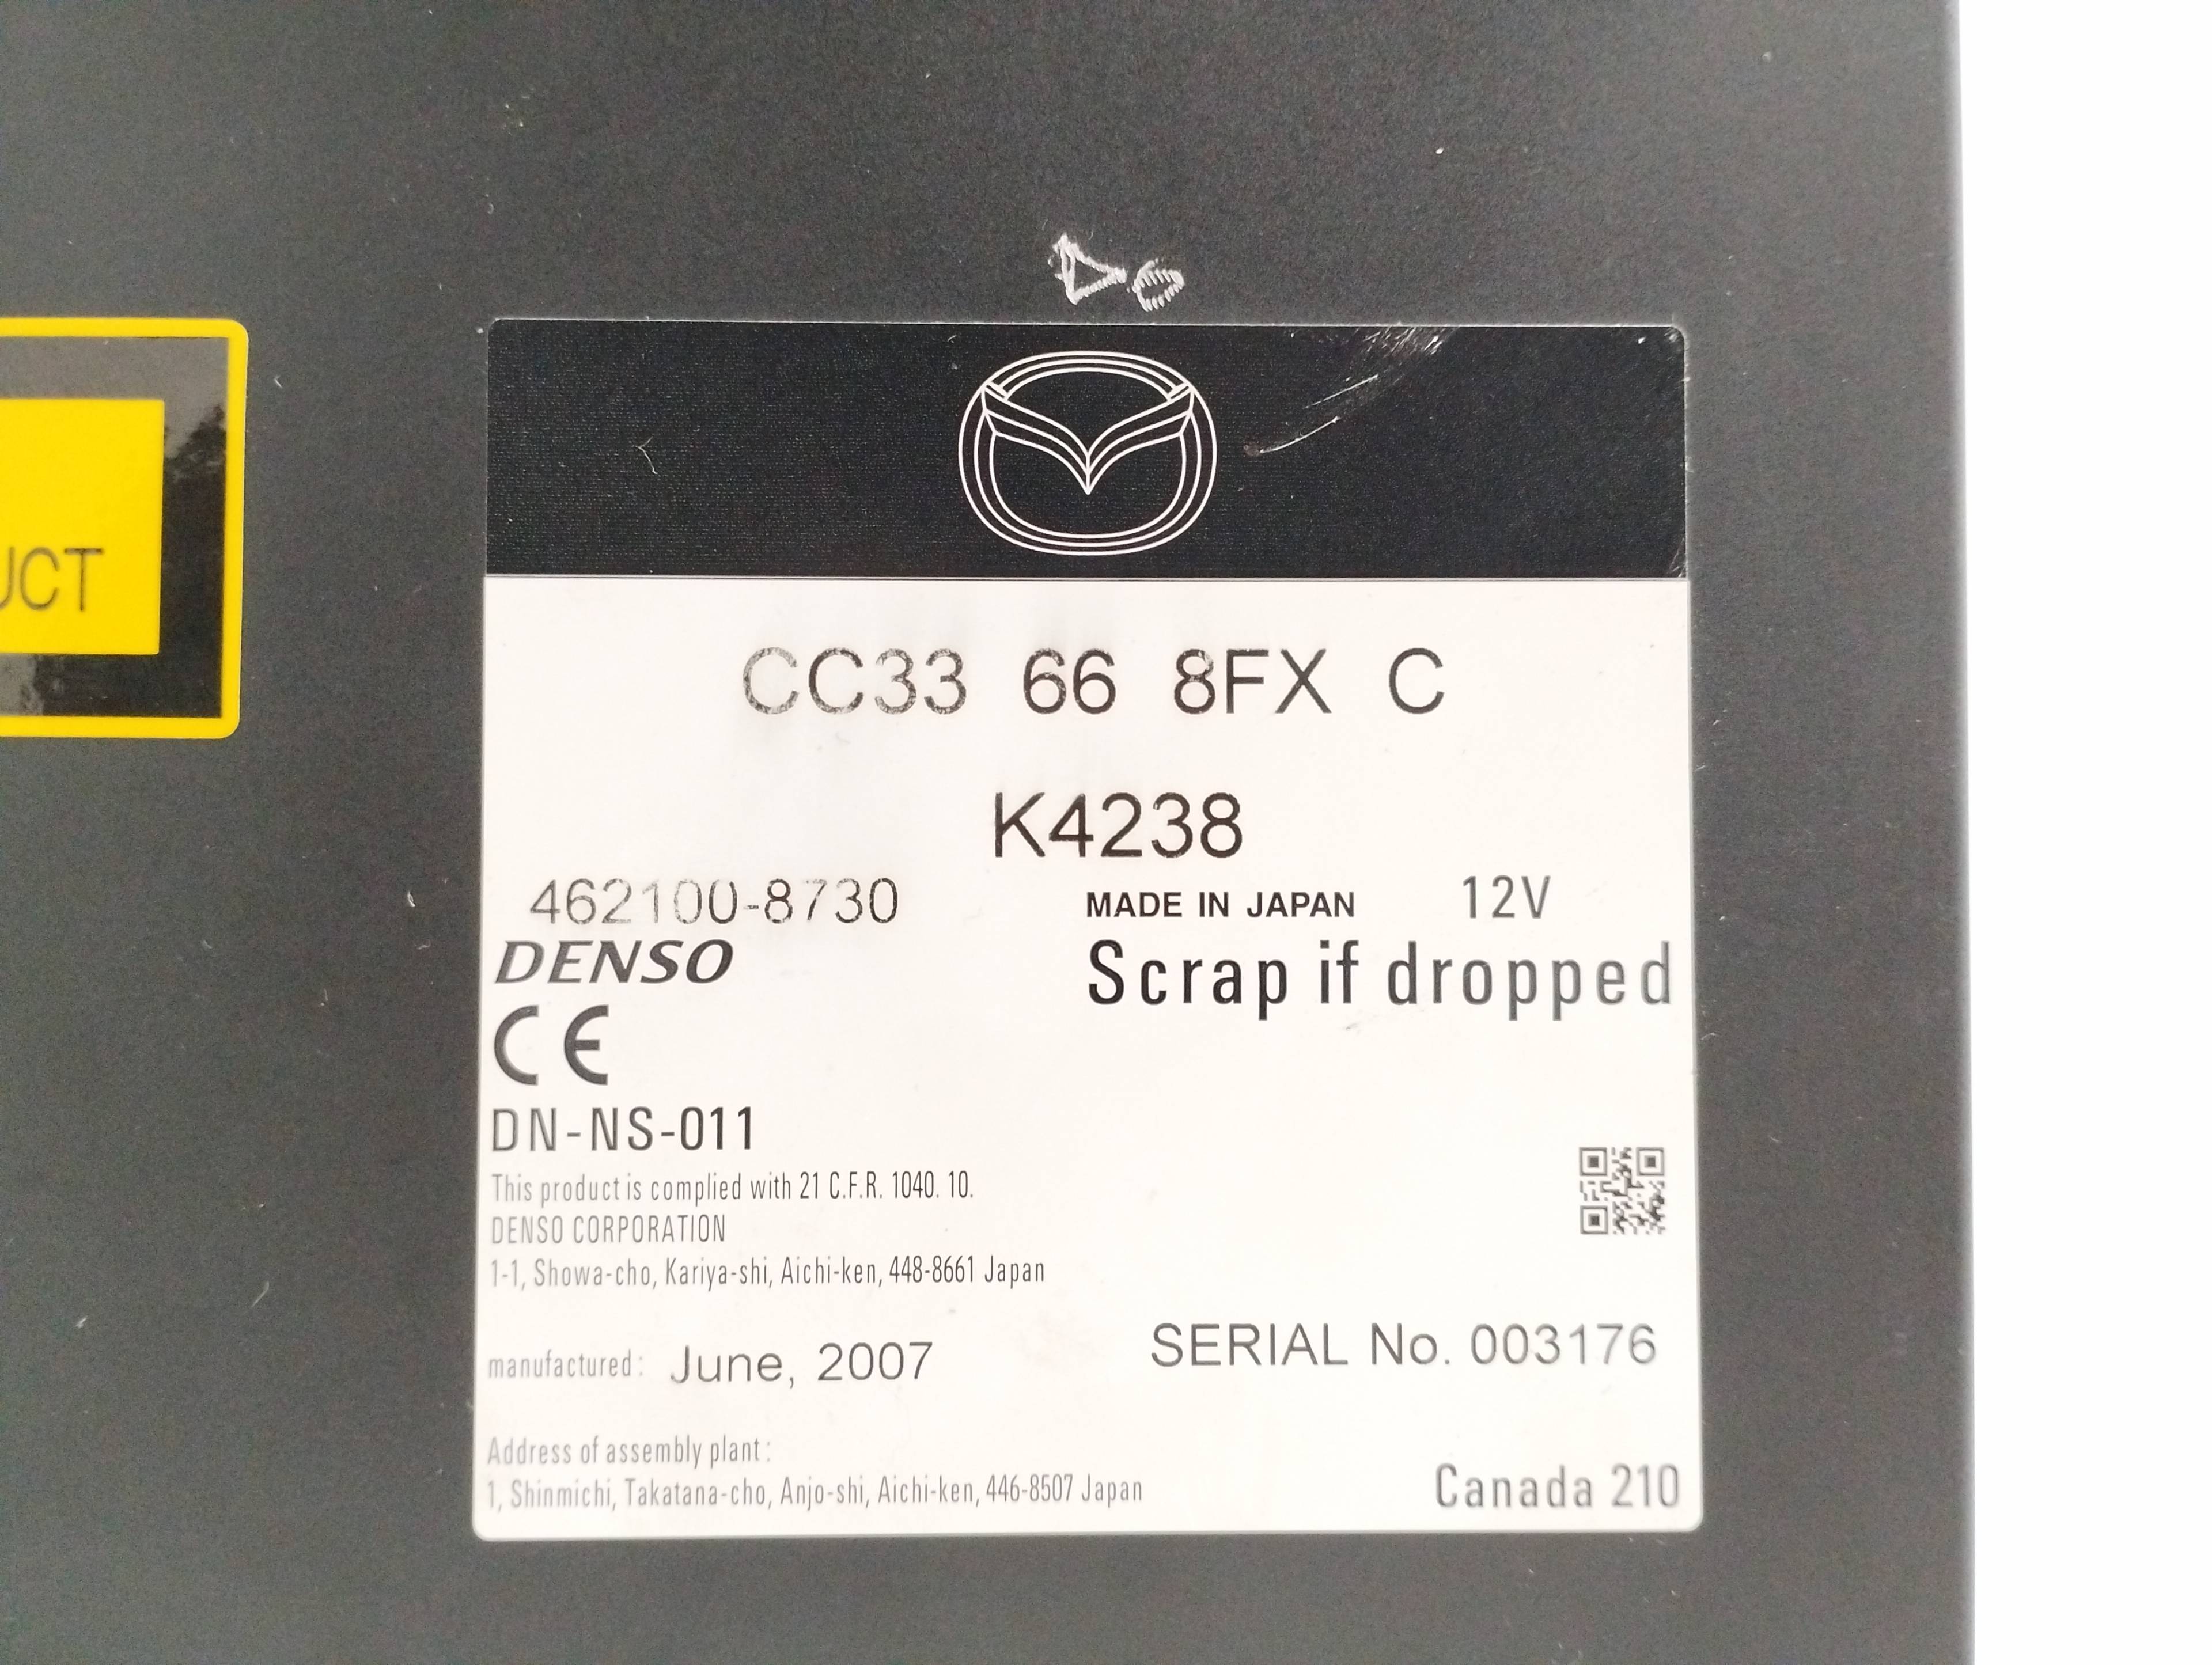 UCT
CC33 66 8FX C
K4238
462100-8730 MADE IN JAPAN 12V
DENSO Scrap if dropped
CE
DN-NS-011
This product is complied with 21 C.F.R. 1040. 10.
DENSO CORPORATION
1-1, Showa-cho, Kariya-shi, Aichi-ken, 448-8661 Japan
manufactured: June, 2007 SERIAL No. 003176
Address of assembly plant:
1, Shinmichi, Takatana-cho, Anjo-shi, Aichi-ken, 446-8507 Japan Canada 210